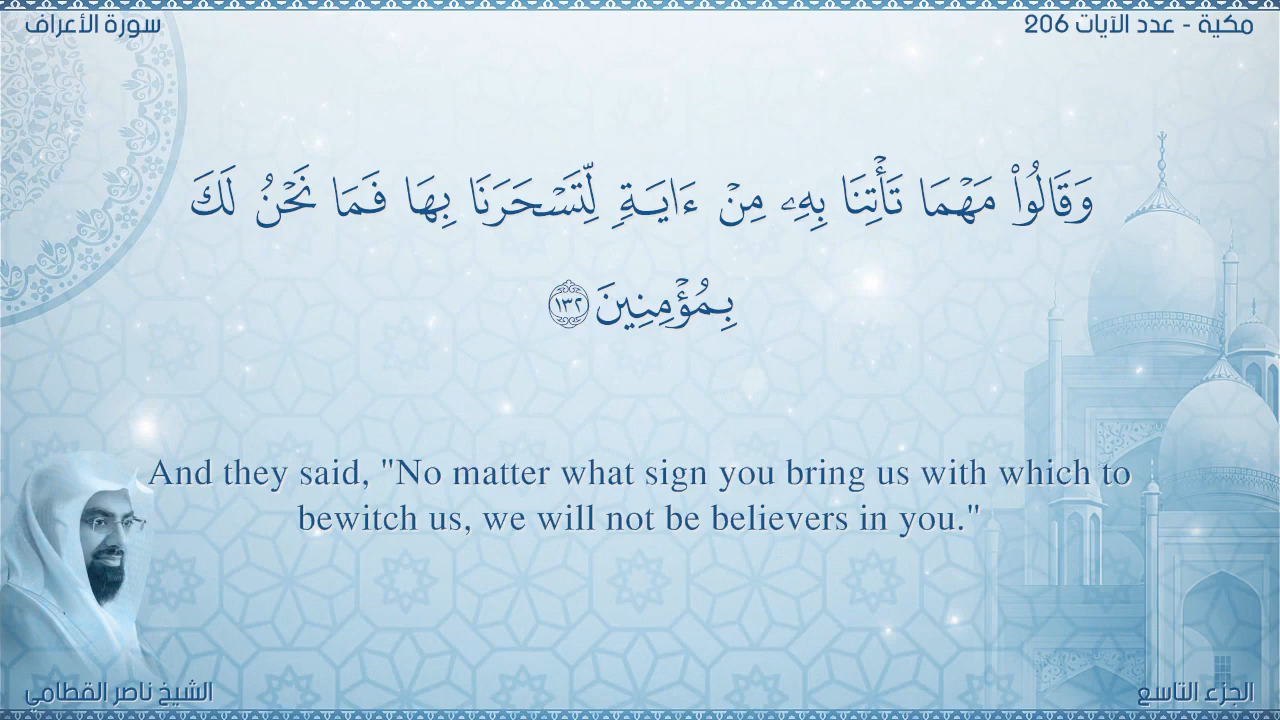 مكية - عدد الآيات 206
سورة الأعراف
وَقَالُوا۟ مَهْمَا تَأْتِنَا بِهِۦ مِنْ ءَايَةٍ لِّتَسْحَرَنَا بِهَا فَمَا نَحْنُ لَكَ
بِمُؤْمِنِينَ ١٣٢
And they said, "No matter what sign you bring us with which to
bewitch us, we will not be believers in you."
الجزء التاسع
الشيخ ناصر القطامي